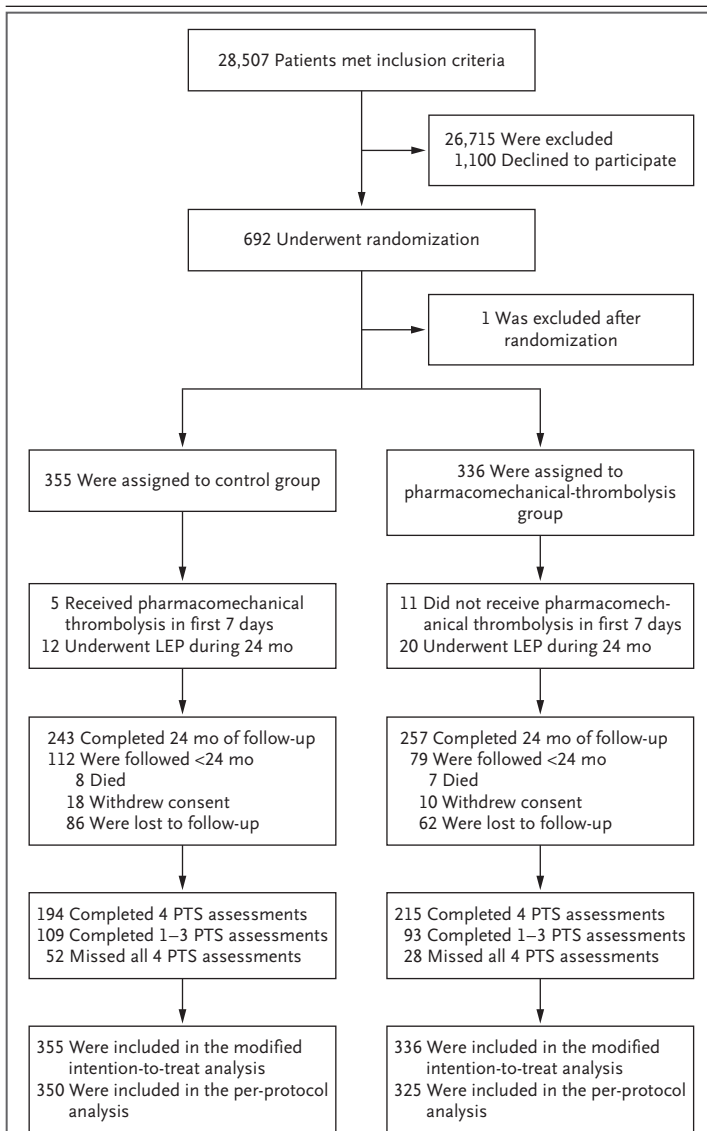 28,507 Patients met inclusion criteria
26,715 Were excluded
1,100 Declined to participate
692 Underwent randomization
1 Was excluded after
randomization
355 Were assigned to control group
336 Were assigned to
pharmacomechanical-thrombolysis
group
5 Received pharmacomechanical
thrombolysis in first 7 days
12 Underwent LEP during 24 mo
11 Did not receive pharmacomech-
anical thrombolysis in first 7 days
20 Underwent LEP during 24 mo
243 Completed 24 mo of follow-up
112 Were followed <24 mo
8 Died
18 Withdrew consent
86 Were lost to follow-up
257 Completed 24 mo of follow-up
79 Were followed <24 mo
7 Died
10 Withdrew consent
62 Were lost to follow-up
194 Completed 4 PTS assessments
109 Completed 1–3 PTS assessments
52 Missed all 4 PTS assessments
215 Completed 4 PTS assessments
93 Completed 1–3 PTS assessments
28 Missed all 4 PTS assessments
355 Were included in the modified
intention-to-treat analysis
350 Were included in the per-protocol
analysis
336 Were included in the modified
intention-to-treat analysis
325 Were included in the per-protocol
analysis